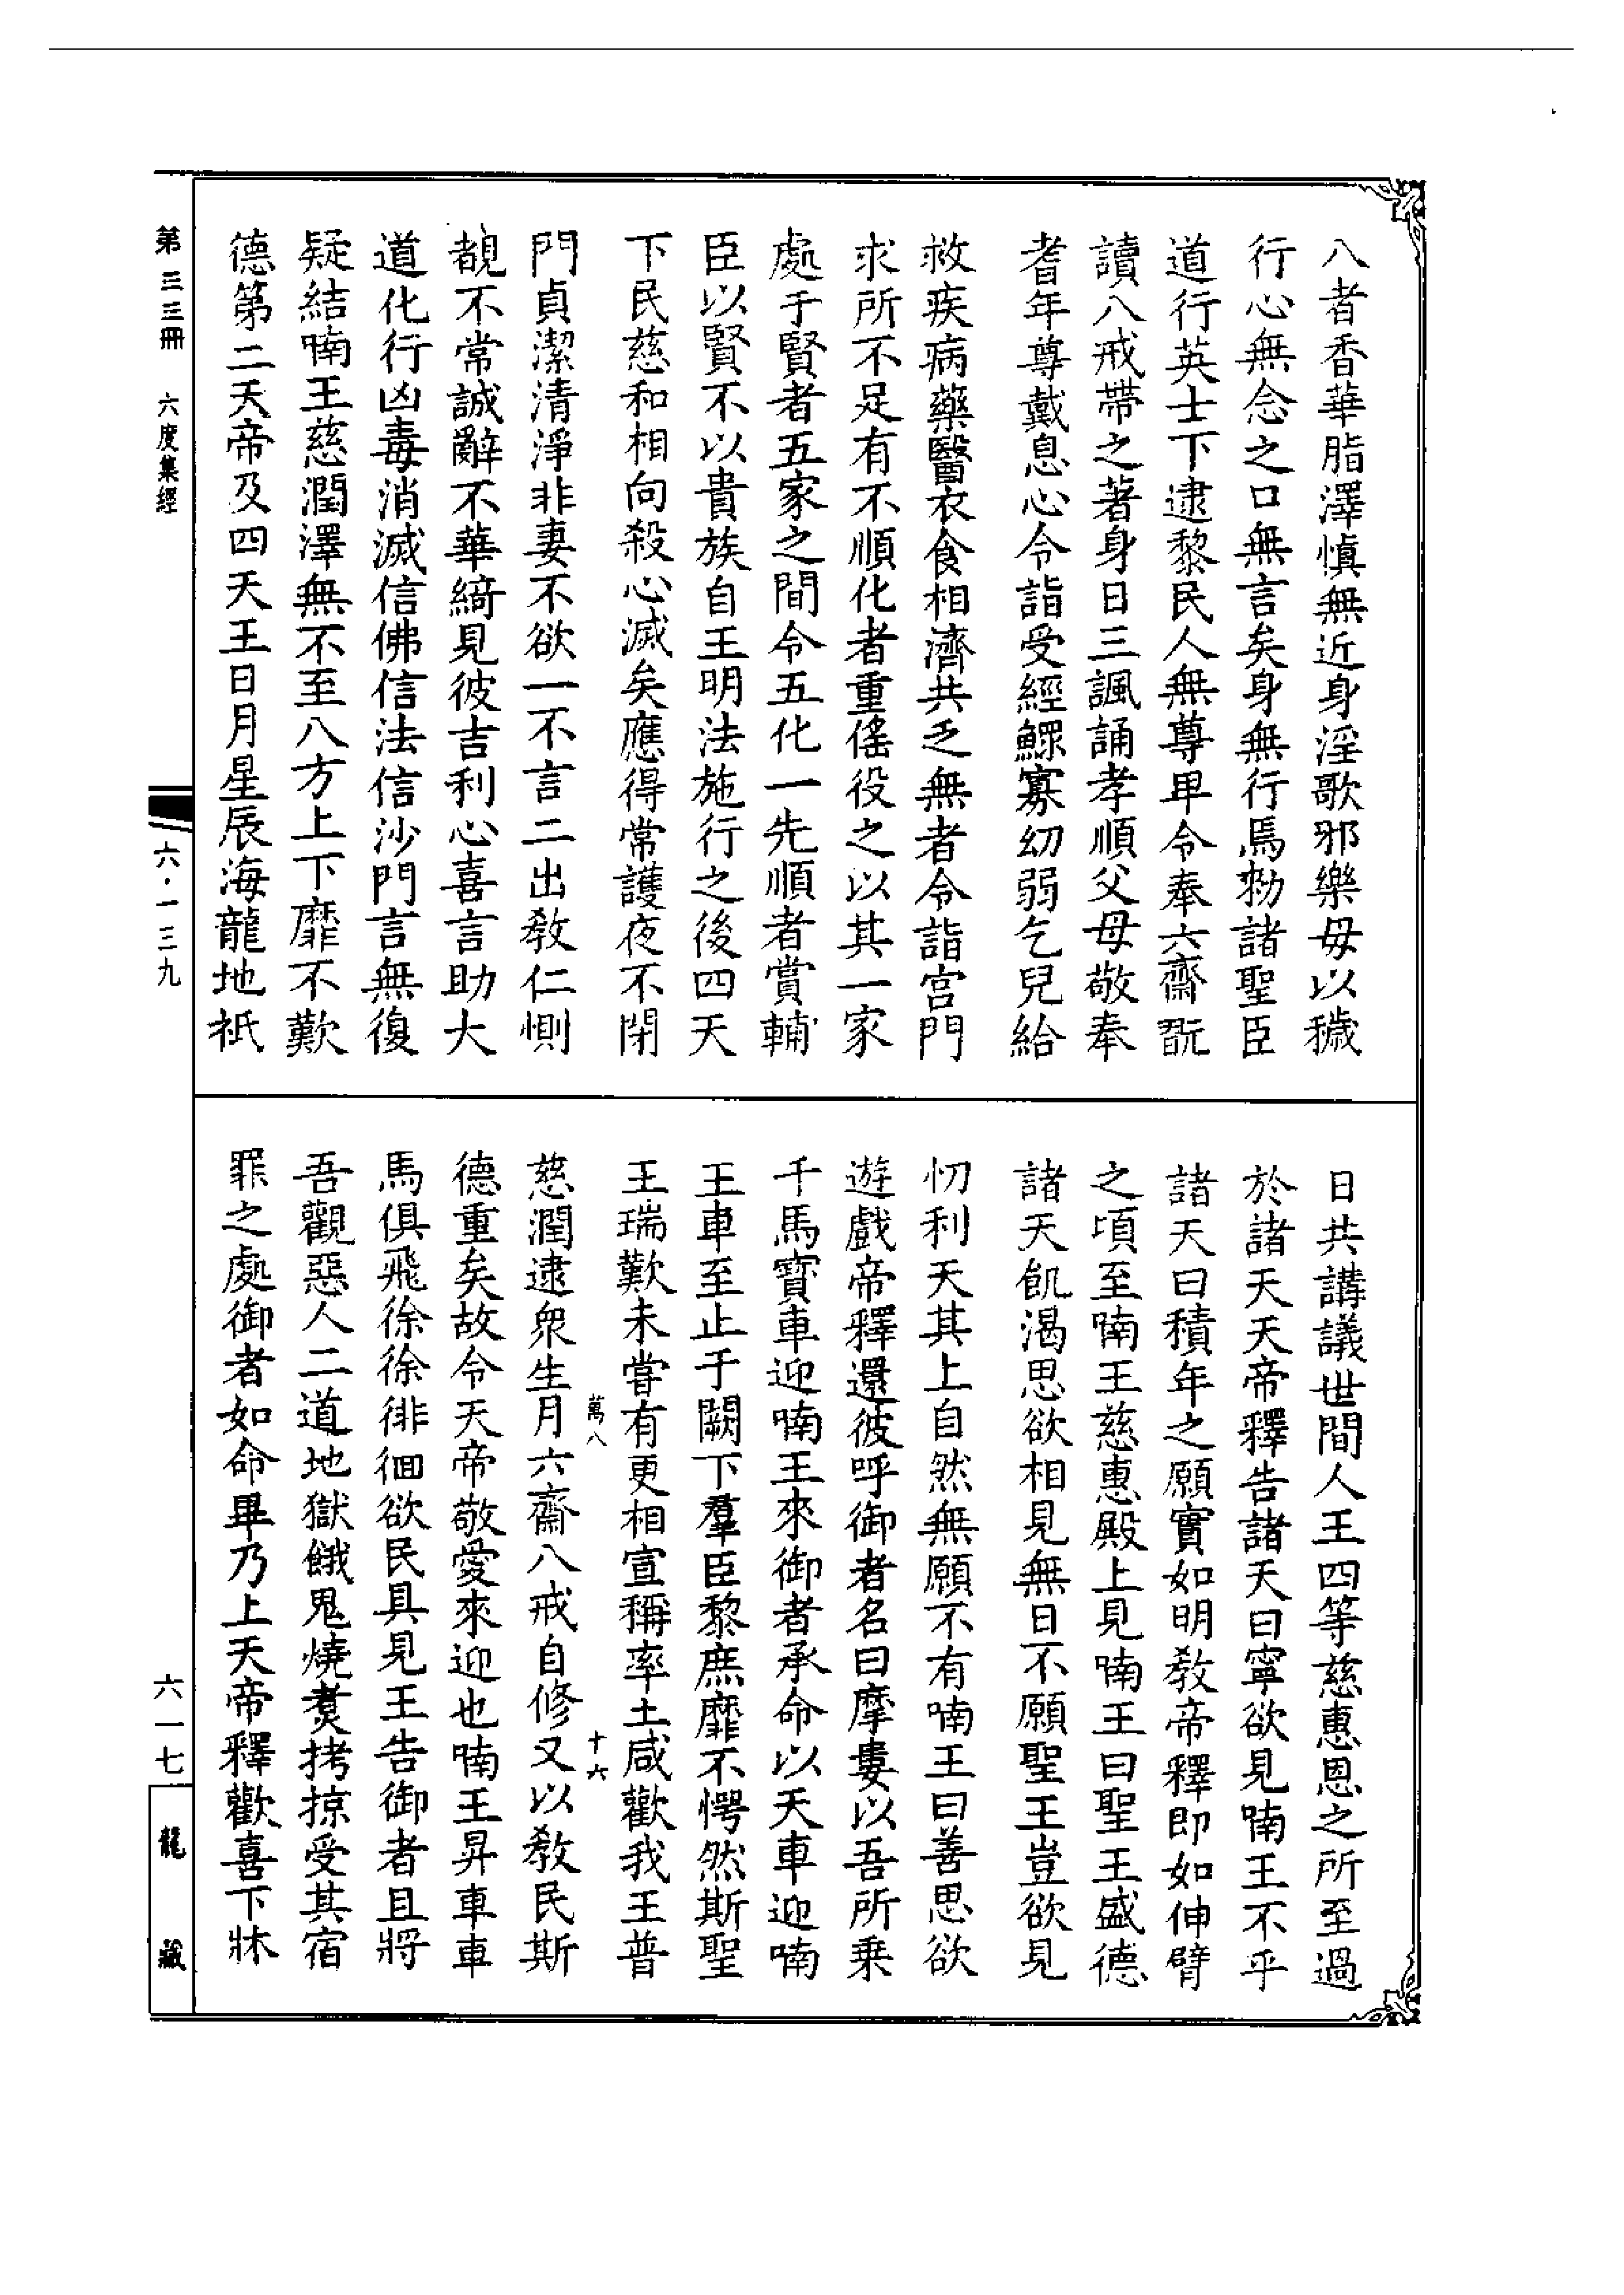 八者香華脂澤愼無近身淫歌邪樂毋以穢
行心無念之口無言矣身無行焉勑諸聖臣
道行英士下逮黎民人無尊卑令奉六齋翫
讀八戒帶之著身日三諷誦孝順父母敬奉
耆年尊戴息心令詣受經鰥寡幼弱乞兒給
救疾病藥醫衣食相濟共乏無者令詣宮門
求所不足有不順化者重傜役之以其一家
處于賢者五家之間令五化一先順者賞輔
臣以賢不以貴族自王明法施行之後四天
下民慈和相向殺心滅矣應得常護夜不閉
門貞潔清淨非妻不欲一不言二出教仁惻
覩不常誠辭不華綺見彼吉利心喜言助大
道化行凶毒消滅信佛信法信沙門言無復
疑結喃王慈潤澤無不至八方上下靡不歎
德第二天帝及四天王日月星辰海龍地祇
日共講議世間人王四等慈惠恩之所至過
於諸天天帝釋告諸天曰寧欲見喃王不乎
諸天曰積年之願實如明教帝釋即如伸臂
之頃至喃王慈惠殿上見喃王曰聖王盛德
諸天飢渴思欲相見無日不願聖王豈欲見
忉利天其上自然無願不有喃王曰善思欲
遊戲帝釋還彼呼御者名曰摩婁以吾所乗
千馬寶車迎喃王來御者承命以天車迎喃
王車至止于闕下羣臣黎庶靡不愕然斯聖
王瑞歎未甞有更相宣稱率土咸歡我王普
慈潤逮衆生月六齋八戒自修又以教民斯
德重矣故令天帝敬愛來迎也喃王昇車車
馬俱飛徐徐徘徊欲民具見王告御者且將
吾觀惡人二道地獄餓鬼燒煑拷掠受其宿
罪之處御者如命畢乃上天帝釋歡喜下牀
萬八
十六
第三三冊
六度集經
六·一三九
六一七
龍藏